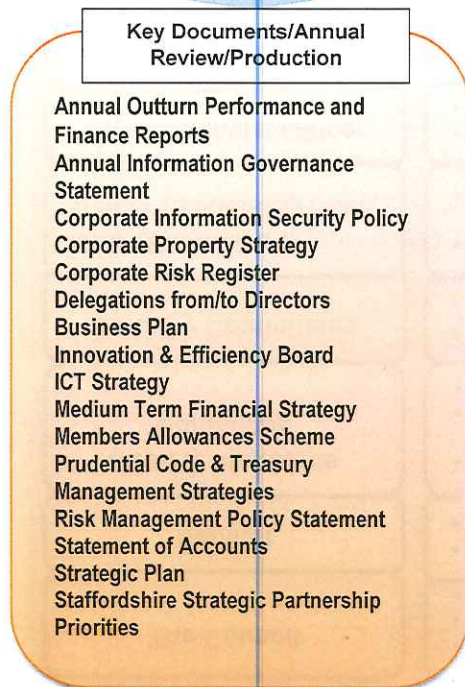 Key Documents/Annual
Review/Production
Annual Outturn Performance and
Finance Reports
Annual Information Governance
Statement
Corporate Information Security Policy
Corporate Property Strategy
Corporate Risk Register
Delegations from/to Directors
Business Plan
Innovation & Efficiency Board
ICT Strategy
Medium Term Financial Strategy
Members Allowances Scheme
Prudential Code & Treasury
Management Strategies
Risk Management Policy Statement
Statement of Accounts
Strategic Plan
Staffordshire Strategic Partnership
Priorities